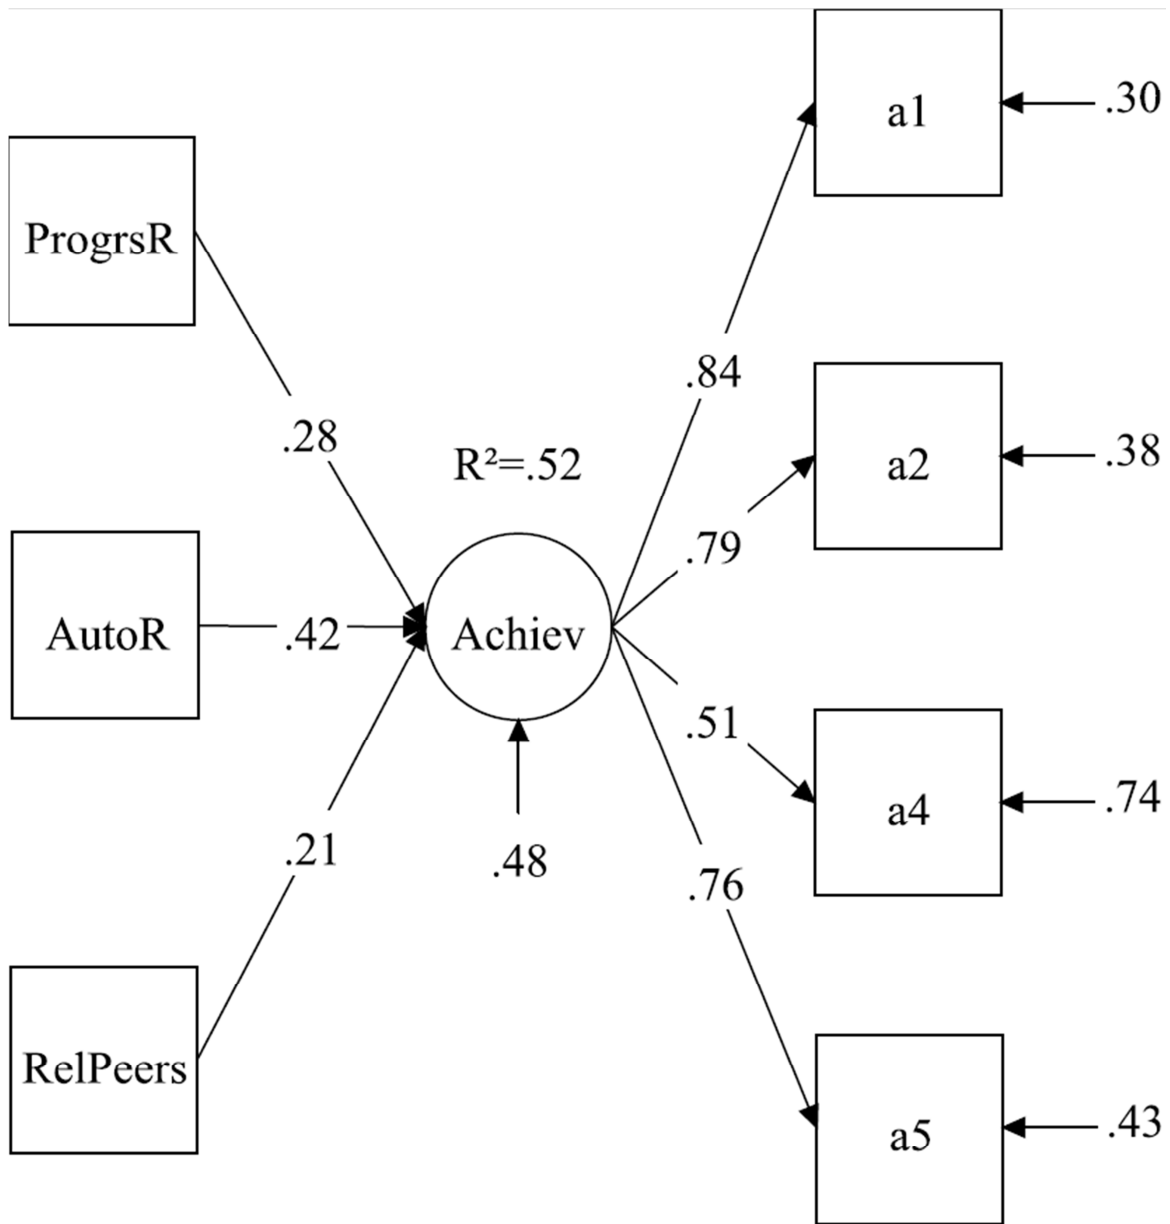 ProgrsR
AutoR
RelPeers
.28
.42
.21
R²=.52
Achiev
.48
.84
.79
.51
.76
a1
a2
a4
a5
.30
.38
.74
.43